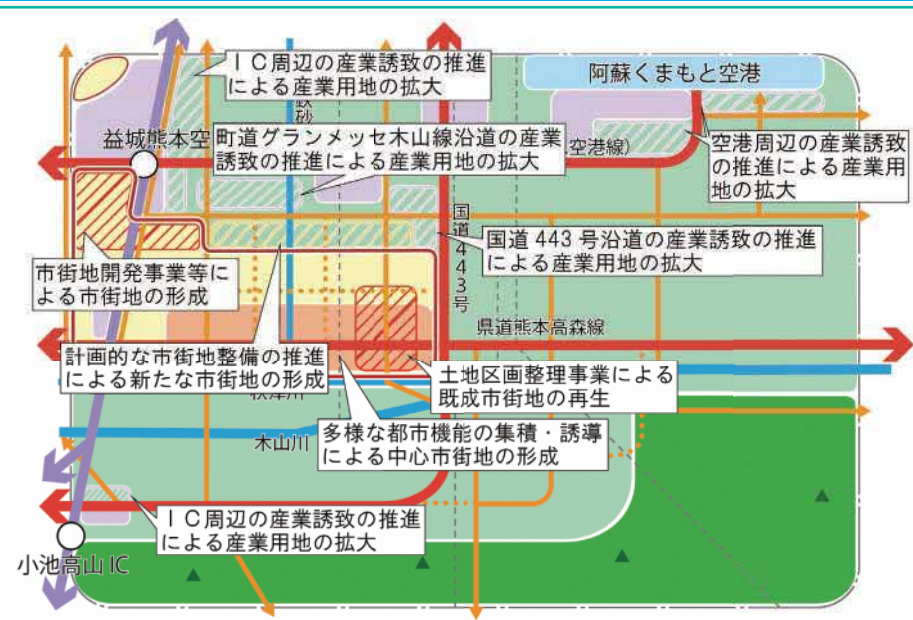 IC周辺の産業誘致の推進
による産業用地の拡大
阿蘇くまもと空港
益城熊本空
町道グランメッセ木山線沿道の産業
誘致の推進による産業用地の拡大
空港線)
空港周辺の産業誘致
の推進による産業用
地の拡大
国道443号
国道443号沿道の産業誘致の推進
による産業用地の拡大
市街地開発事業等に
よる市街地の形成
県道熊本高森線
計画的な市街地整備の推進
による新たな市街地の形成
土地区画整理事業による
既成市街地の再生
木山川
多様な都市機能の集積・誘導
による中心市街地の形成
IC周辺の産業誘致の推進
による産業用地の拡大
小池高山IC